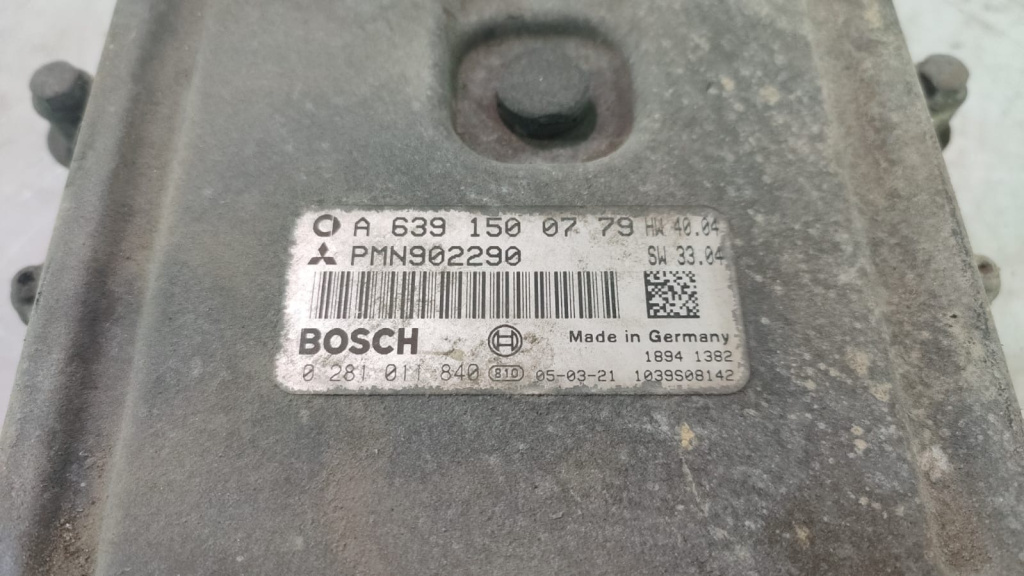 A 639 150 07 79 HW 40.04
PMN902290 SW 33.04
BOSCH Made in Germany
1894 1382
0 281 011 840 810 05-03-21 1039S08142